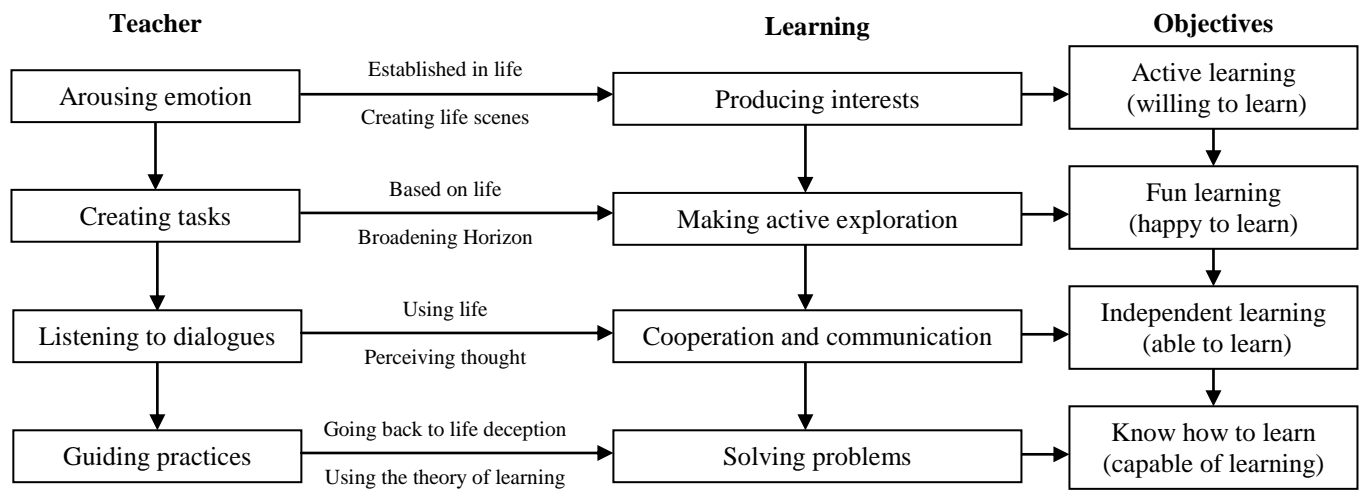 Teacher
Learning
Objectives
Arousing emotion
Established in life
Creating life scenes
Producing interests
Active learning
(willing to learn)
Creating tasks
Based on life
Broadening Horizon
Making active exploration
Fun learning
(happy to learn)
Listening to dialogues
Using life
Perceiving thought
Cooperation and communication
Independent learning
(able to learn)
Guiding practices
Going back to life deception
Using the theory of learning
Solving problems
Know how to learn
(capable of learning)